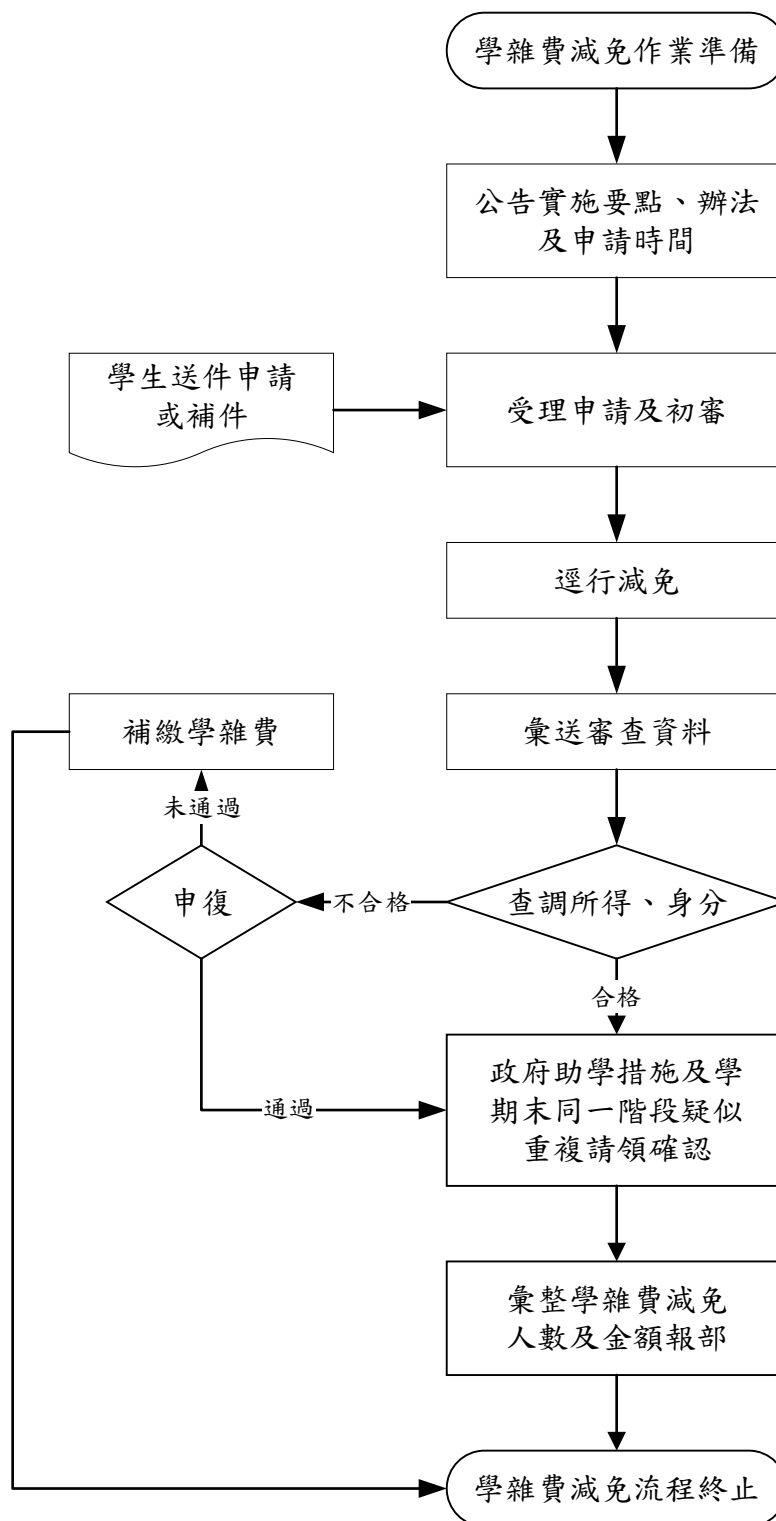 學雜費減免作業準備
公告實施要點、辦法
及申請時間
學生送件申請
或補件
受理申請及初審
逕行減免
補繳學雜費
彙送審查資料
未通過
申復
不合格
查調所得、身分
合格
政府助學措施及學
期末同一階段疑似
重複請領確認
通過
彙整學雜費減免
人數及金額報部
學雜費減免流程終止